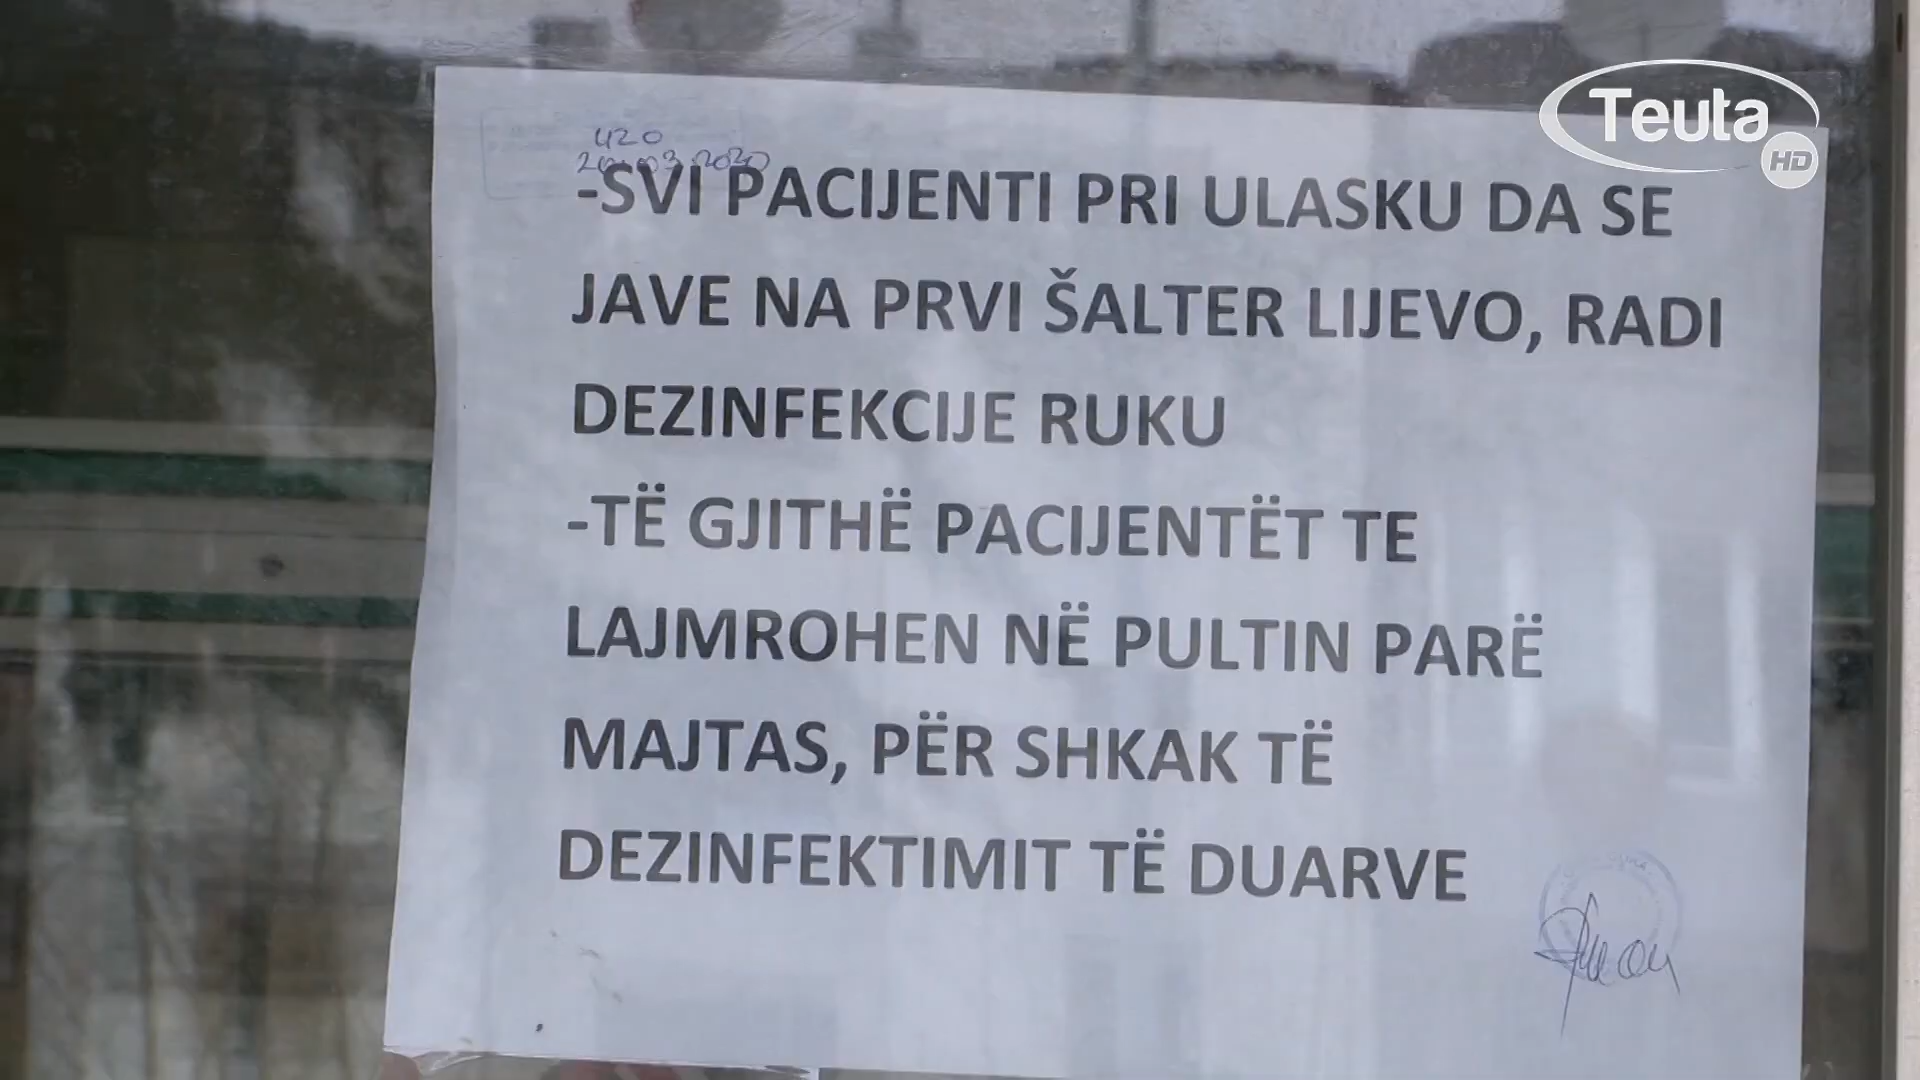 Teuta
HD
420
-SVI PACIJENTI PRI ULASKU DA SE
JAVE NA PRVI ŠALTER LIJEVO, RADI
DEZINFEKCIJE RUKU
-TË GJITHË PACIJENTËT TE
LAJMROHEN NË PULTIN PARË
MAJTAS, PËR SHKAK TË
DEZINFEKTIMIT TË DUARVE